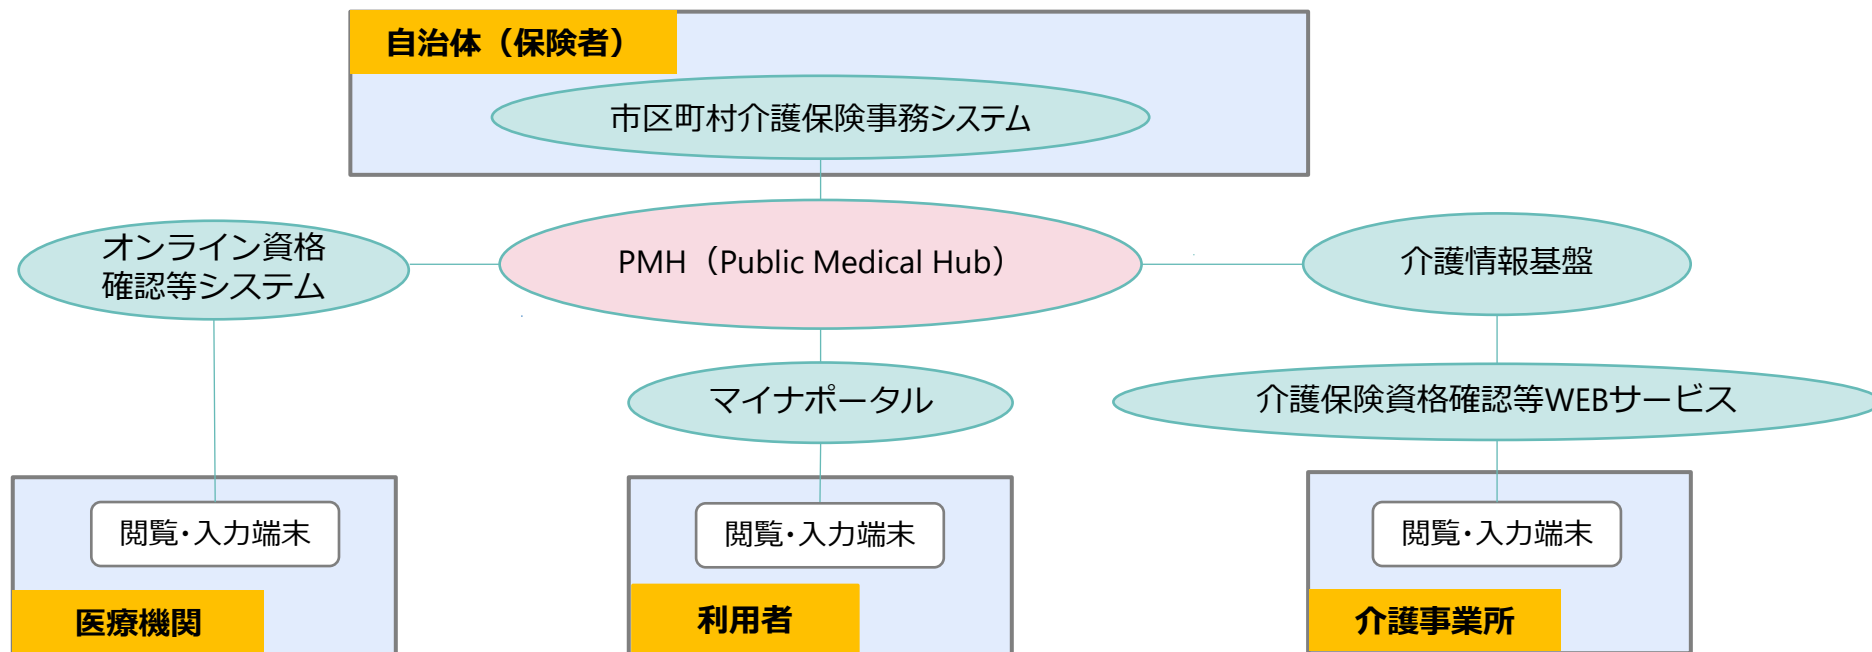 自治体（保険者）
市区町村介護保険事務システム
オンライン資格
確認等システム
PMH（Public Medical Hub）
介護情報基盤
マイナポータル
介護保険資格確認等WEBサービス
閲覧・入力端末
閲覧・入力端末
閲覧・入力端末
医療機関
利用者
介護事業所